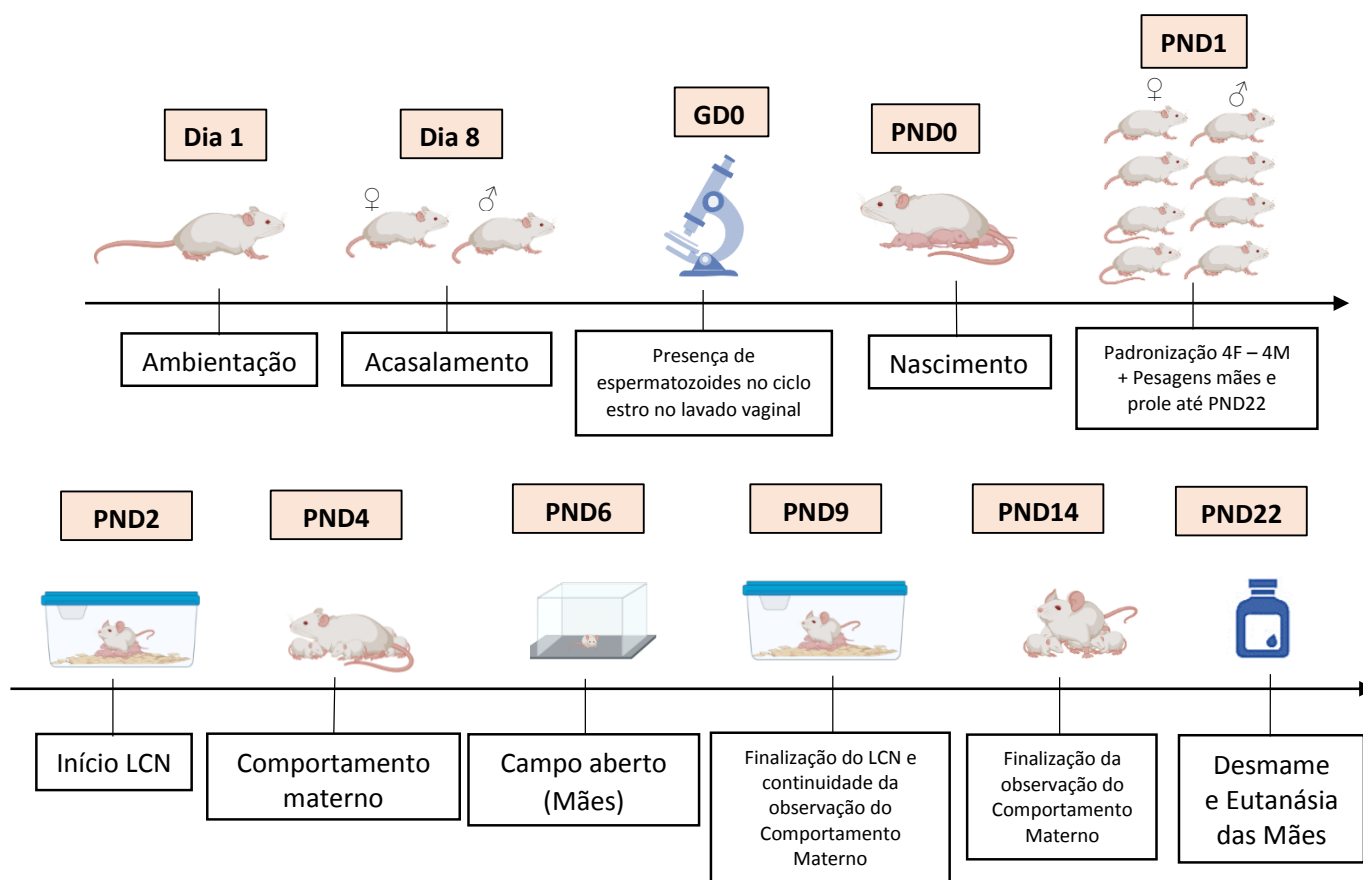 PND1
♀ ♂
GD0
Dia 1
Dia 8
PND0
♀ ♂
Ambientação
Acasalamento
Presença de
espermatozoides no ciclo
estro no lavado vaginal
Nascimento
Padronização 4F – 4M
+ Pesagens mães e
prole até PND22
PND2
PND4
PND6
PND9
PND14
PND22
Início LCN
Comportamento
materno
Campo aberto
(Mães)
Finalização do LCN e
continuidade da
observação do
Comportamento
Materno
Finalização da
observação do
Comportamento
Materno
Desmame
e Eutanásia
das Mães